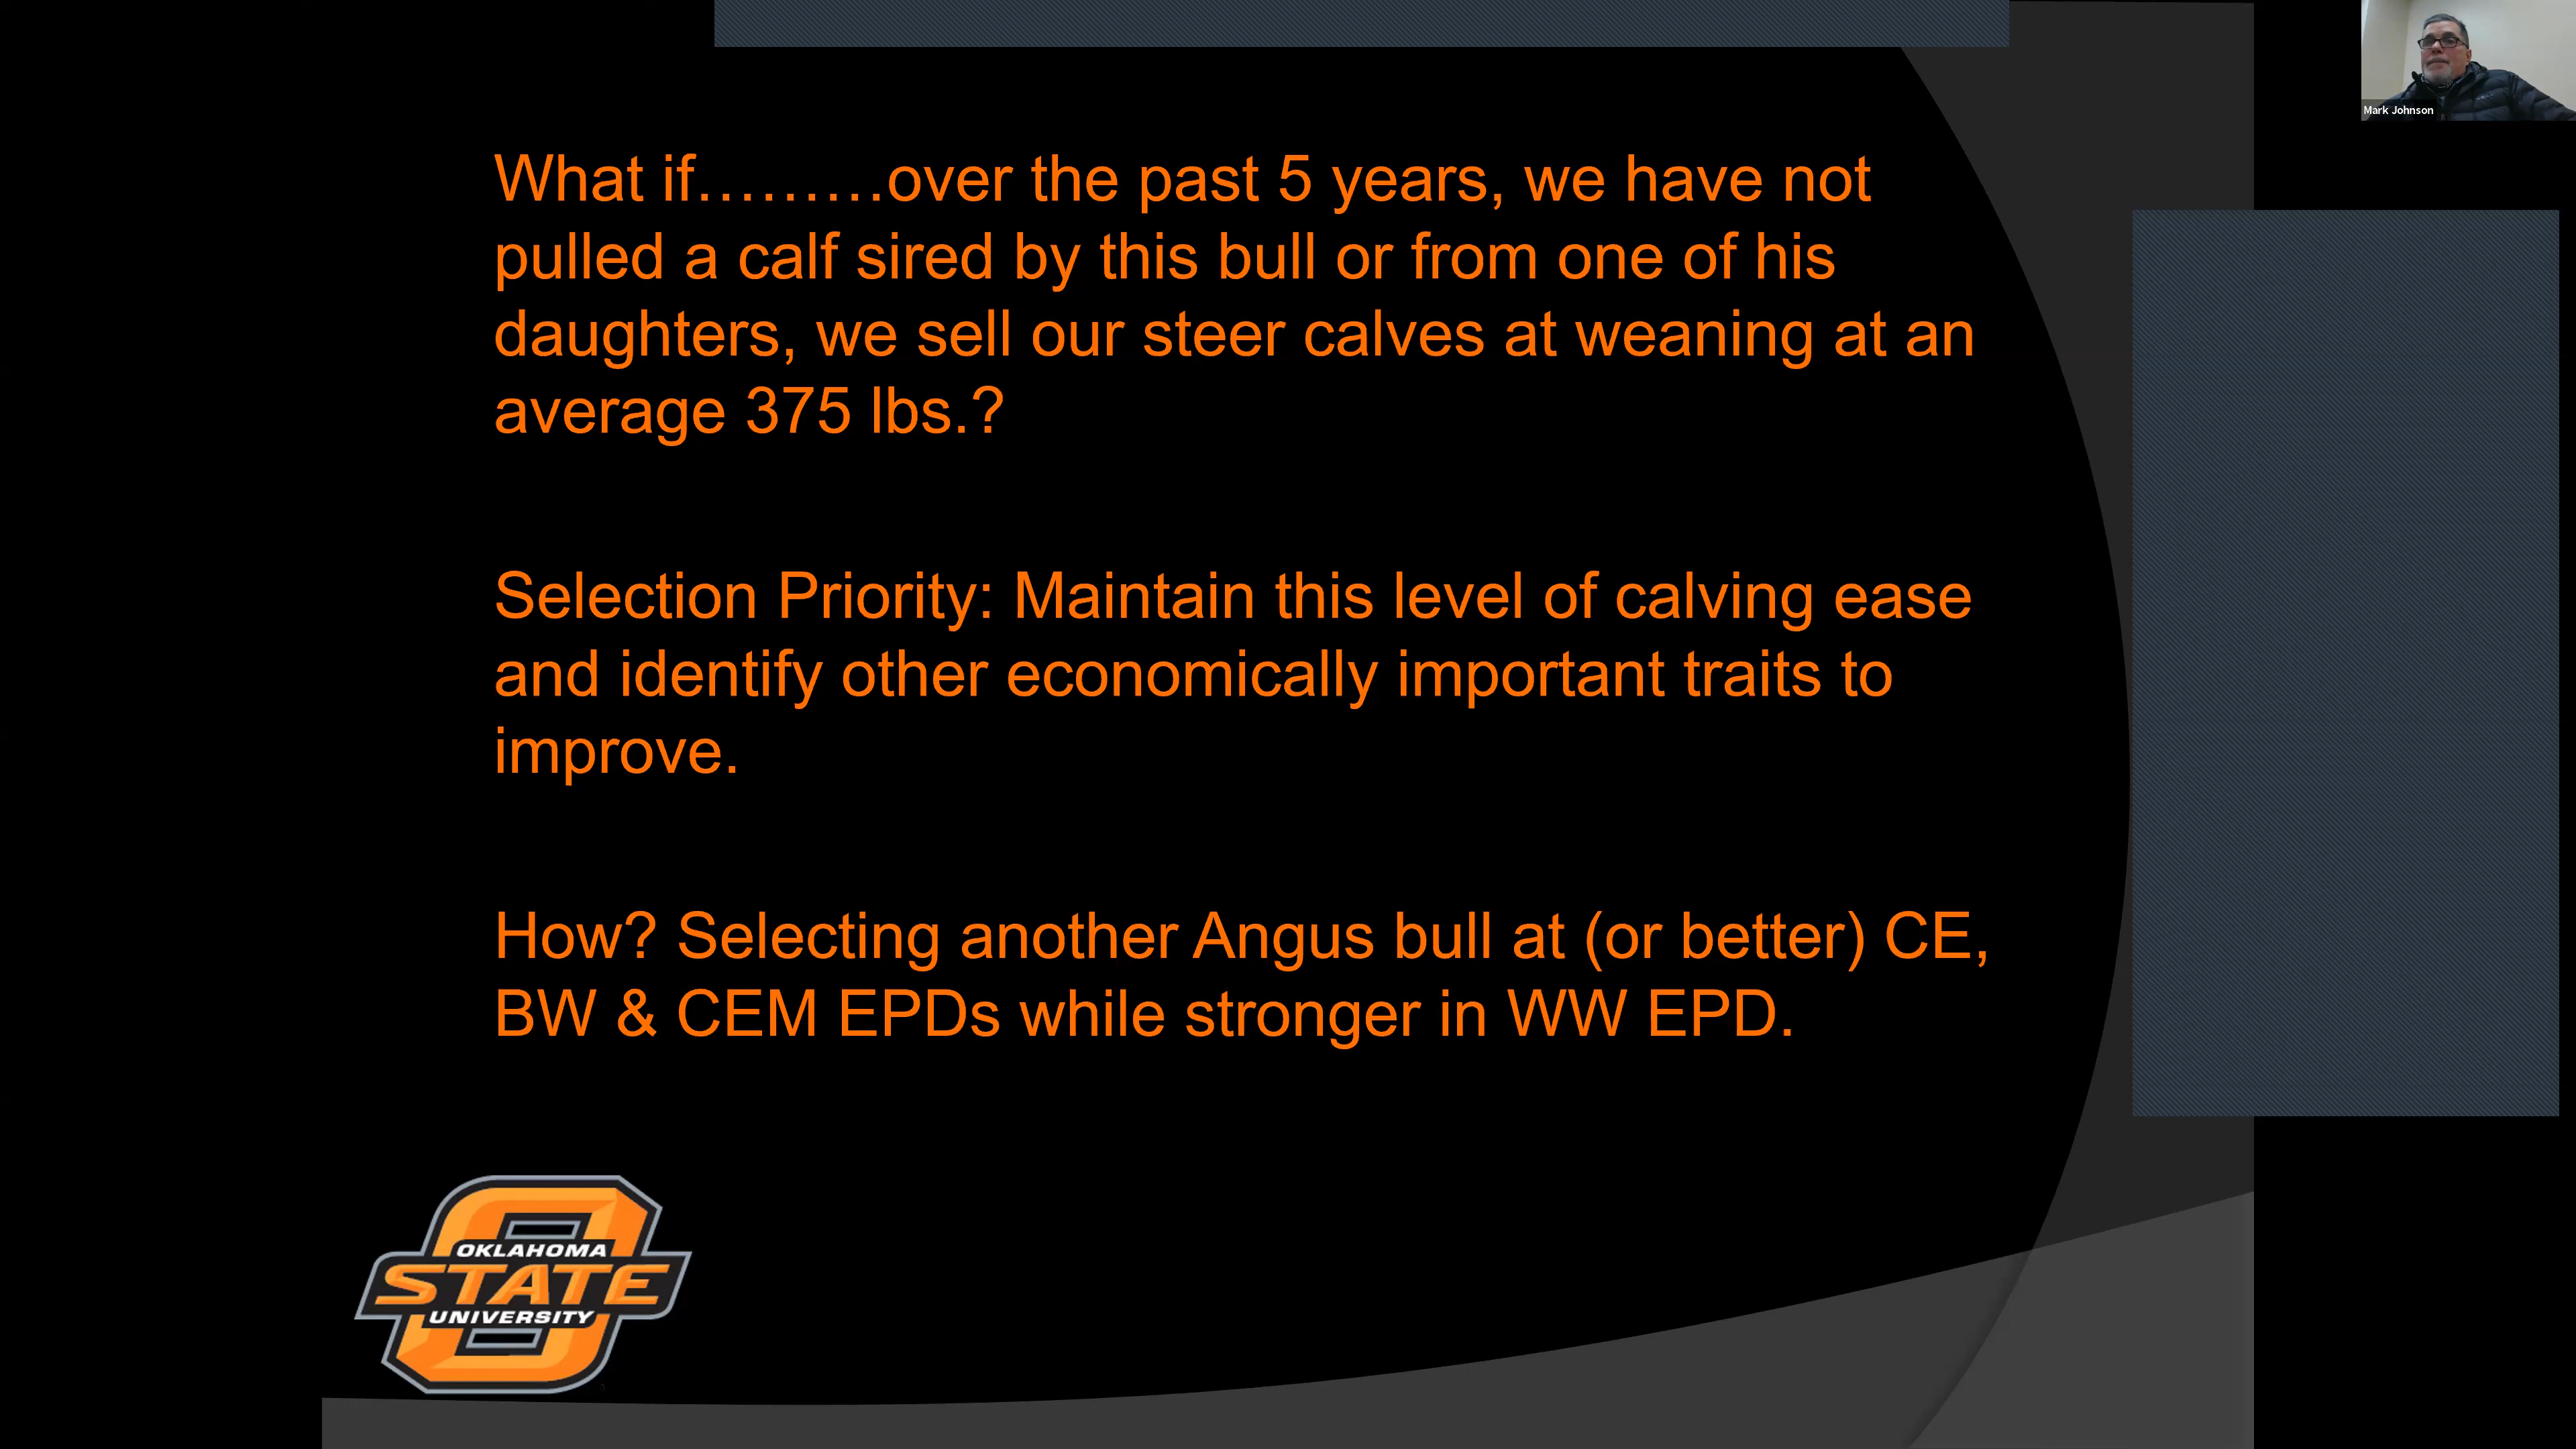 Mark Johnson
What if.........over the past 5 years, we have not
pulled a calf sired by this bull or from one of his
daughters, we sell our steer calves at weaning at an
average 375 lbs.?
Selection Priority: Maintain this level of calving ease
and identify other economically important traits to
improve.
How? Selecting another Angus bull at (or better) CE,
BW & CEM EPDs while stronger in WW EPD.
OKLAHOMA
STATE
UNIVERSITY